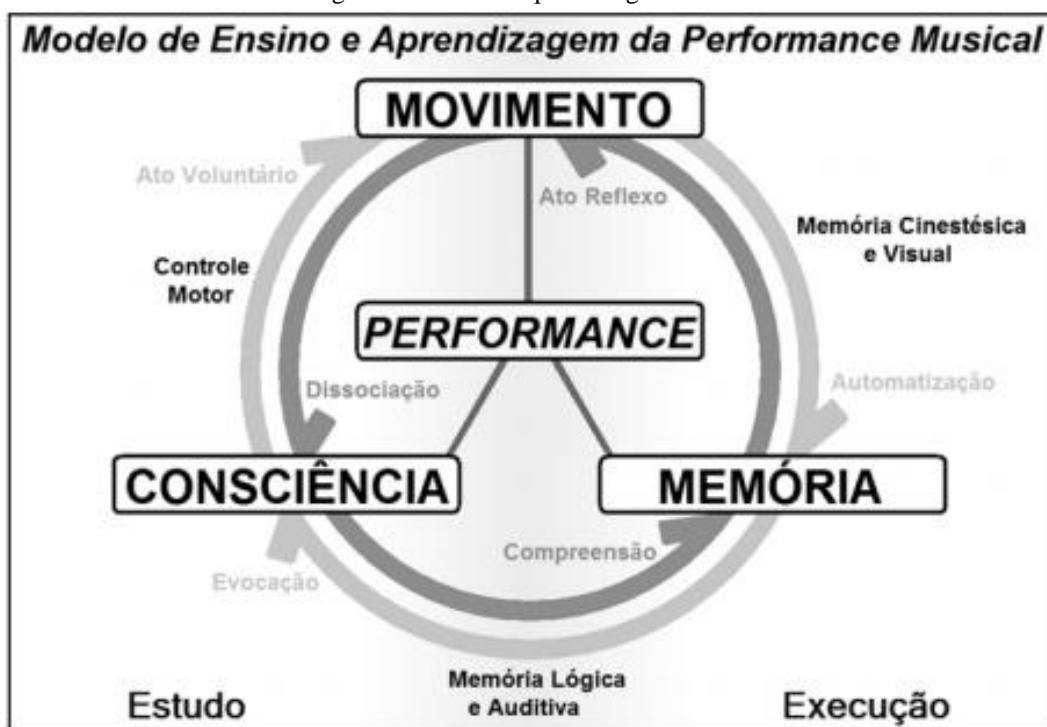 Modelo de Ensino e Aprendizagem da Performance Musical
MOVIMENTO
Ato Voluntário
Ato Reflexo
Memória Cinestésica
e Visual
Controle
Motor
PERFORMANCE
Dissociação
Automatização
CONSCIÊNCIA
MEMÓRIA
Compreensão
Evocação
Memória Lógica
e Auditiva
Estudo
Execução